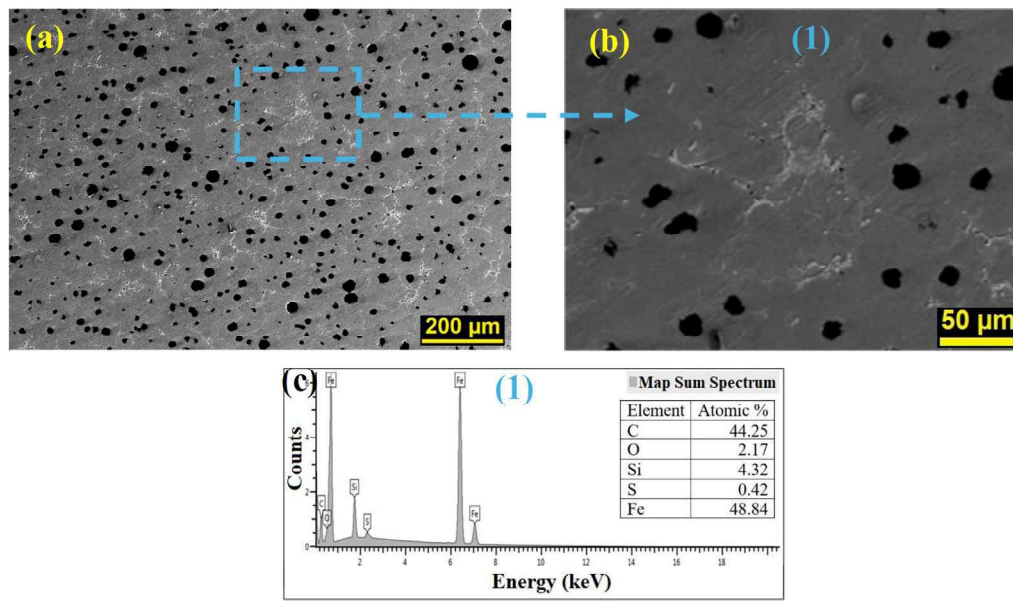 (a)
200 µm
(b)
(1)
50 µm
(c)
(1)
Map Sum Spectrum
Element Atomic %
C 44.25
O 2.17
Si 4.32
S 0.42
Fe 48.84
Fe
Fe
Si
C
O
S
Fe
Counts
4
2
0
2 4 6 8 10 12 14 16 18
Energy (keV)